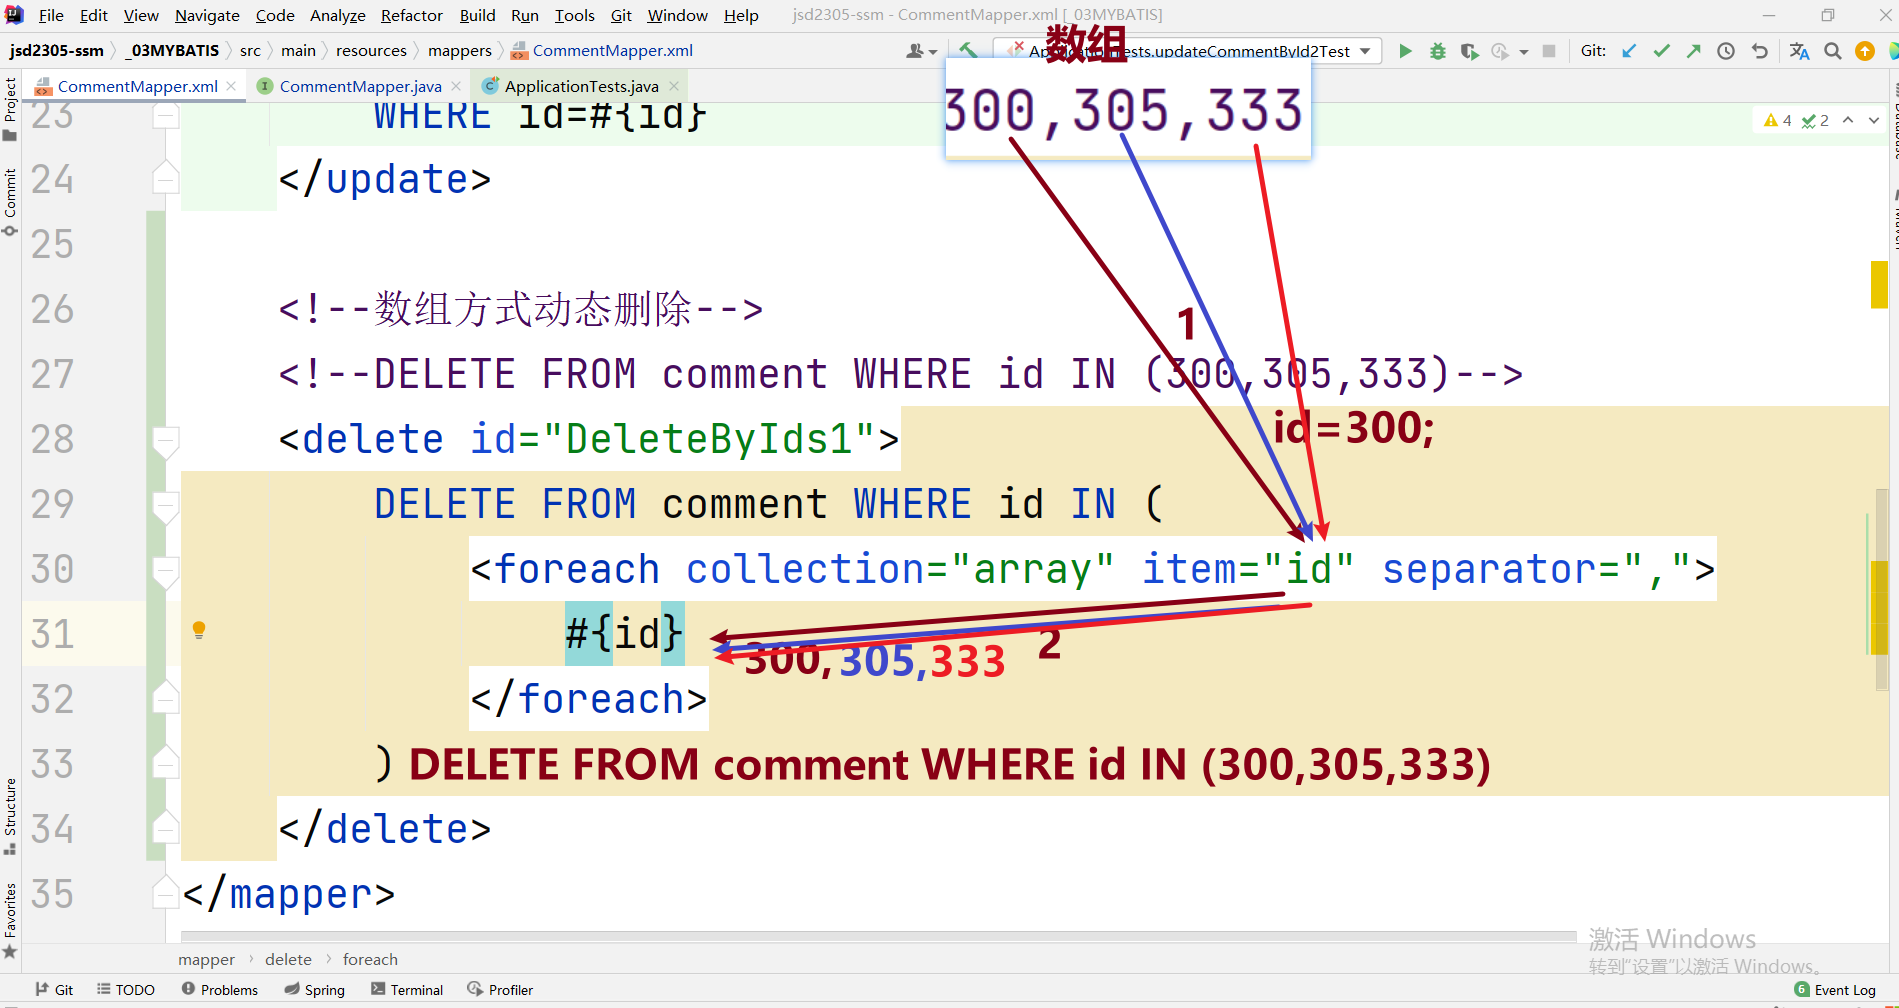 File Edit View Navigate Code Analyze Refactor Build Run Tools Git Window Help jsd2305-ssm - CommentMapper.xml [_03MYBATIS]
jsd2305-ssm 〉 _03MYBATIS 〉 src 〉 main 〉 resources 〉 mappers 〉 CommentMapper.xml ApplicationTests.updateCommentById2Test Git:
数组
CommentMapper.xml CommentMapper.java ApplicationTests.java
300,305,333
23 WHERE id=#{id}
4 2
24 </update>
25
26 <!--数组方式动态删除-->
1
27 <!--DELETE FROM comment WHERE id IN (300,305,333)-->
id=300;
28 <delete id="DeleteByIds1">
29 DELETE FROM comment WHERE id IN (
30 <foreach collection="array" item="id" separator=",">
31 #{id}
300,305,333 2
32 </foreach>
33 ) DELETE FROM comment WHERE id IN (300,305,333)
34 </delete>
35 </mapper>
Project
Commit
Structure
Favorites
激活 Windows
转到"设置"以激活 Windows。
mapper 〉 delete 〉 foreach
Git TODO Problems Spring Terminal Profiler 6 Event Log